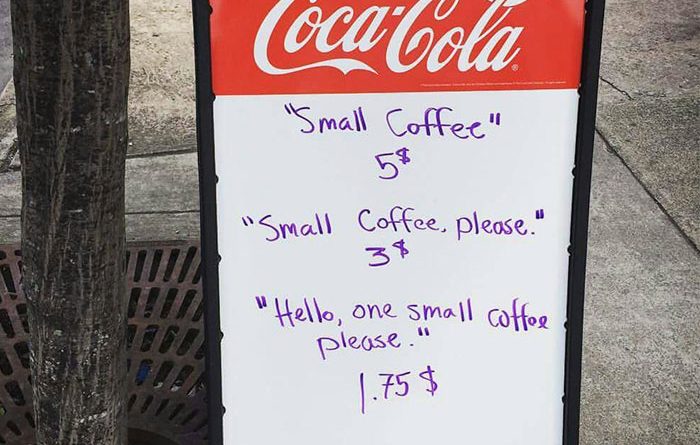 Coca-Cola
"Small Coffee"
5$
"Small Coffee, please."
3$
"Hello, one small coffee
please."
1.75 $